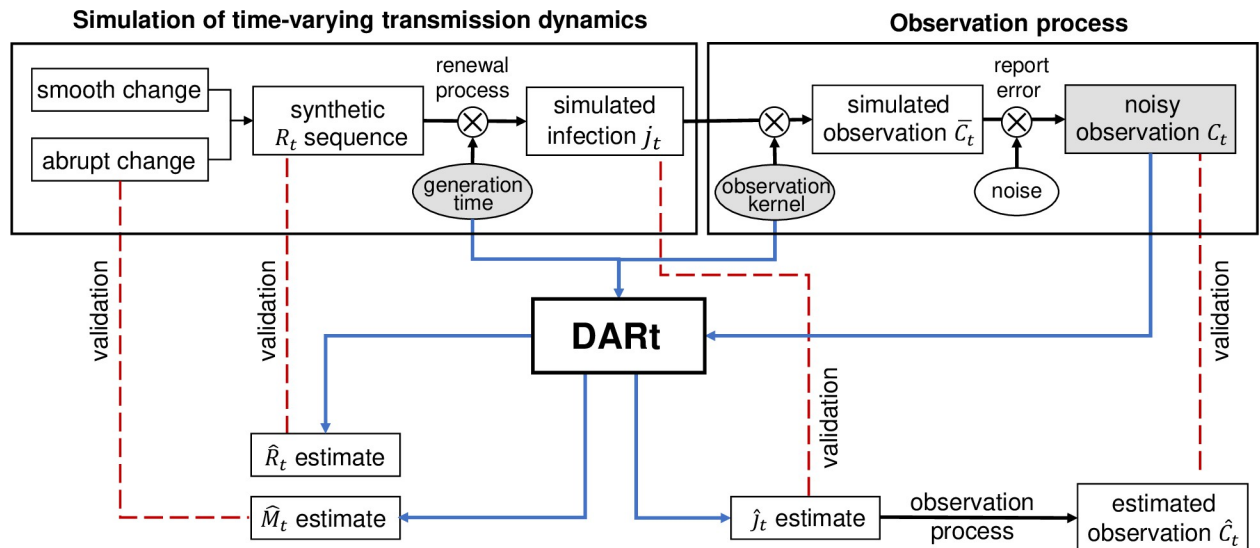 Simulation of time-varying transmission dynamics
Observation process
smooth change
abrupt change
synthetic
R_t sequence
renewal
process
generation
time
simulated
infection j_t
observation
kernel
simulated
observation C̄_t
report
error
noise
noisy
observation C_t
validation
validation
validation
validation
DARt
R̂_t estimate
M̂_t estimate
ĵ_t estimate
observation
process
estimated
observation Ĉ_t